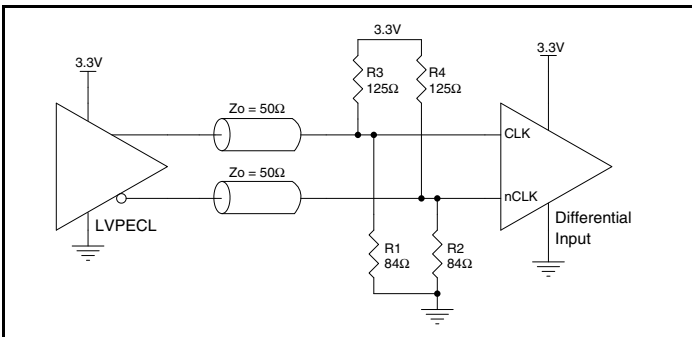 3.3V
3.3V
3.3V
R3
125Ω
R4
125Ω
Zo = 50Ω
CLK
Zo = 50Ω
nCLK
LVPECL
Differential
Input
R1
84Ω
R2
84Ω